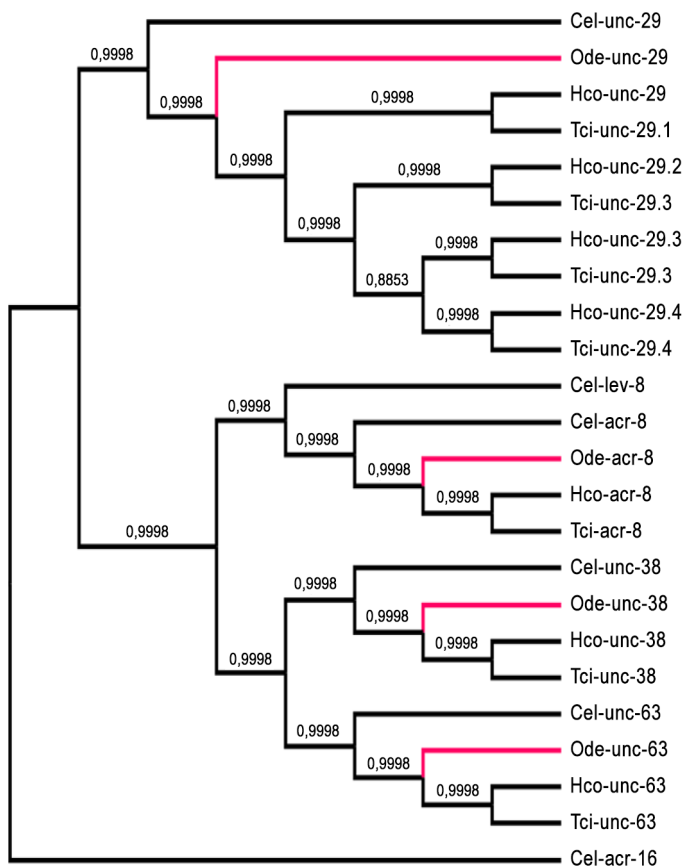 Cel-unc-29
0,9998
Ode-unc-29
0,9998
Hco-unc-29
0,9998
Tci-unc-29.1
0,9998
Hco-unc-29.2
0,9998
Tci-unc-29.3
0,9998
Hco-unc-29.3
0,9998
Tci-unc-29.3
0,8853
Hco-unc-29.4
0,9998
Tci-unc-29.4
Cel-lev-8
0,9998
Cel-acr-8
0,9998
Ode-acr-8
0,9998
Hco-acr-8
0,9998
Tci-acr-8
0,9998
Cel-unc-38
0,9998
Ode-unc-38
0,9998
Hco-unc-38
0,9998
Tci-unc-38
0,9998
Cel-unc-63
0,9998
Ode-unc-63
0,9998
Hco-unc-63
0,9998
Tci-unc-63
Cel-acr-16